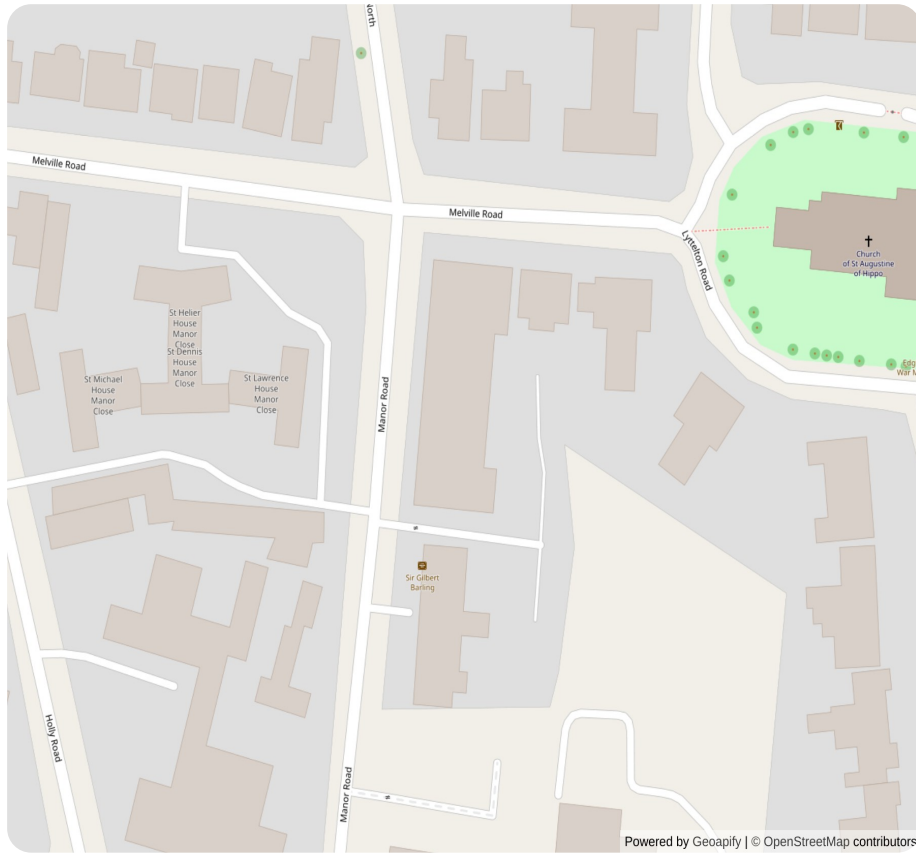 North
Melville Road
Melville Road
Lyttelton Road
Church
of St Augustine
of Hippo
St Helier
House
Manor
Close
St Dennis
House
Manor
Close
St Michael
House
Manor
Close
St Lawrence
House
Manor
Close
Manor Road
War M
Sir Gilbert
Barling
Holly Road
Manor Road
Powered by Geoapify | © OpenStreetMap contributors